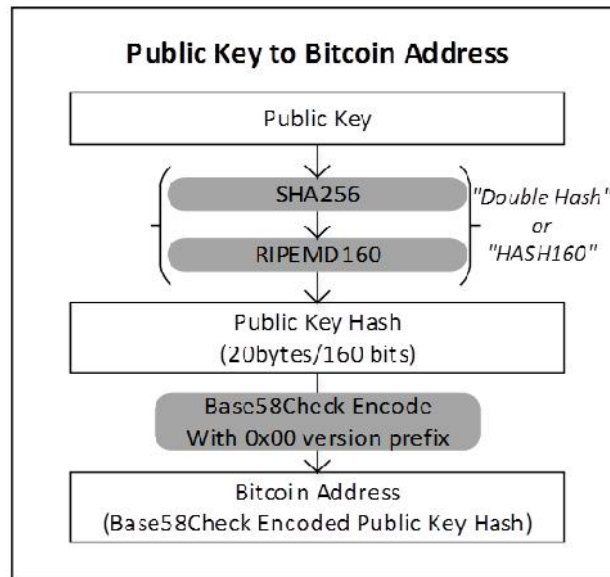 Public Key to Bitcoin Address
Public Key
SHA256
RIPEMD160
"Double Hash"
or
"HASH160"
Public Key Hash
(20bytes/160 bits)
Base58Check Encode
With 0x00 version prefix
Bitcoin Address
(Base58Check Encoded Public Key Hash)